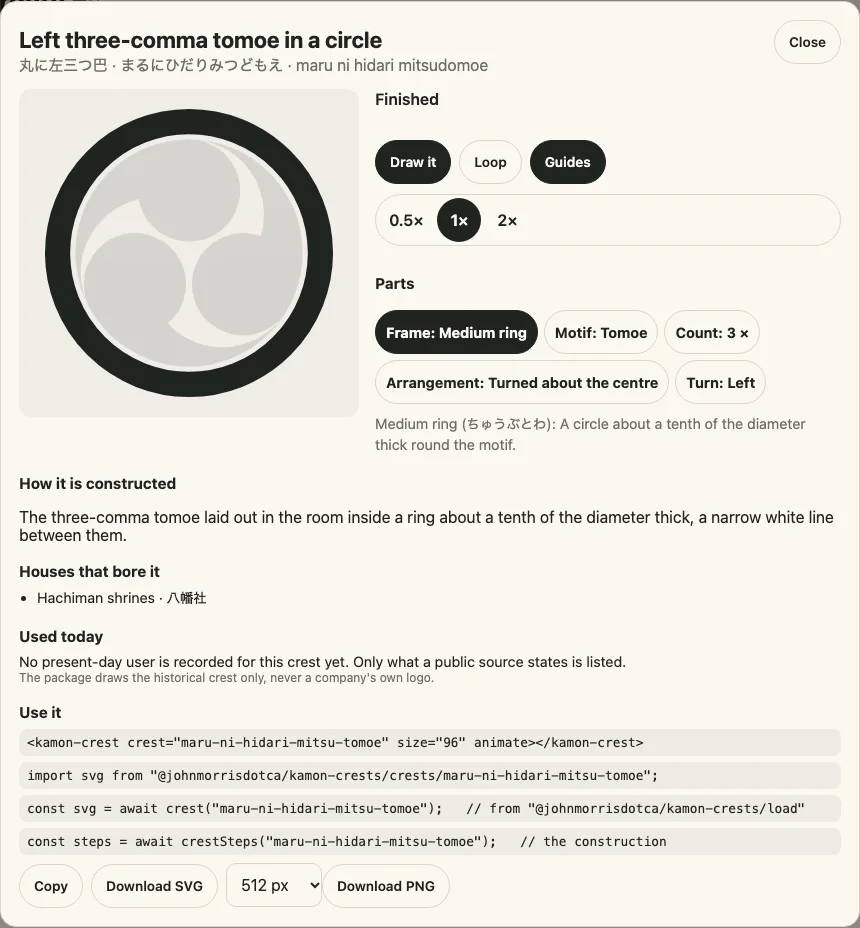 Left three-comma tomoe in a circle
Close
丸に左三つ巴 · まるにひだりみつどもえ · maru ni hidari mitsudomoe
Finished
Draw it
Loop
Guides
0.5×
1×
2×
Parts
Frame: Medium ring
Motif: Tomoe
Count: 3 ×
Arrangement: Turned about the centre
Turn: Left
Medium ring (ちゅうぶとわ): A circle about a tenth of the diameter
thick round the motif.
How it is constructed
The three-comma tomoe laid out in the room inside a ring about a tenth of the diameter thick, a narrow white line
between them.
Houses that bore it
• Hachiman shrines · 八幡社
Used today
No present-day user is recorded for this crest yet. Only what a public source states is listed.
The package draws the historical crest only, never a company's own logo.
Use it
<kamon-crest crest="maru-ni-hidari-mitsu-tomoe" size="96" animate></kamon-crest>
import svg from "@johnmorrisdotca/kamon-crests/crests/maru-ni-hidari-mitsu-tomoe";
const svg = await crest("maru-ni-hidari-mitsu-tomoe");   // from "@johnmorrisdotca/kamon-crests/load"
const steps = await crestSteps("maru-ni-hidari-mitsu-tomoe");   // the construction
Copy
Download SVG
512 px
Download PNG